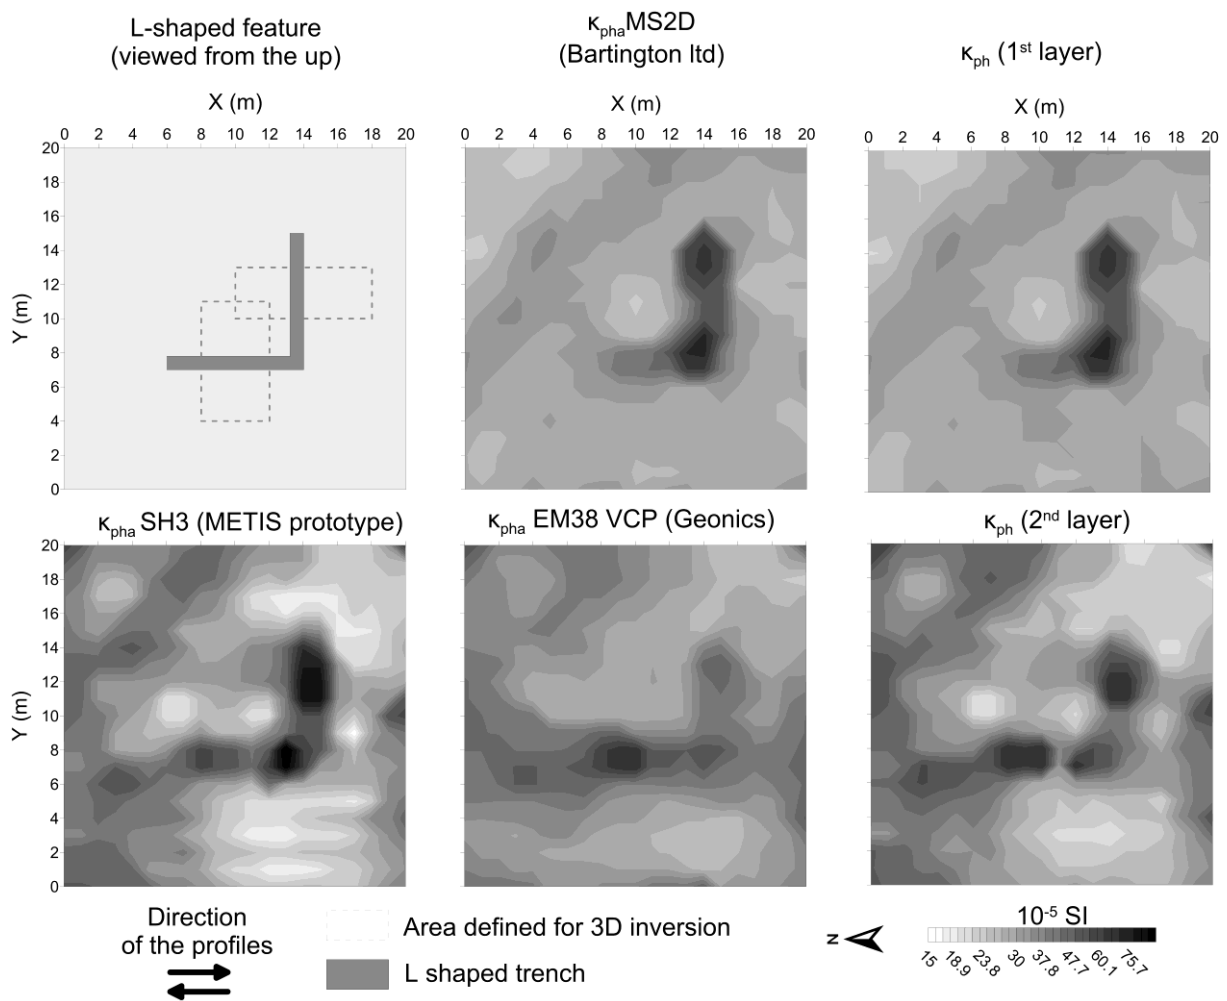 L-shaped feature
(viewed from the up)
X (m)
0 2 4 6 8 10 12 14 16 18 20
20
18
16
14
12
10
8
6
4
2
0
Y (m)
κpha MS2D
(Bartington ltd)
X (m)
0 2 4 6 8 10 12 14 16 18 20
κph (1st layer)
X (m)
0 2 4 6 8 10 12 14 16 18 20
κpha SH3 (METIS prototype)
20
18
16
14
12
10
8
6
4
2
0
Y (m)
κpha EM38 VCP (Geonics)
κph (2nd layer)
Direction
of the profiles
Area defined for 3D inversion
L shaped trench
N
10-5 SI
15 18.9 23.8 30 37.8 47.7 60.1 75.7